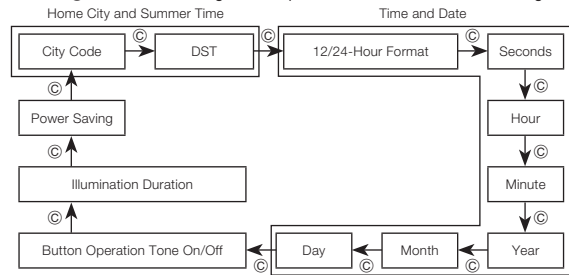 Home City and Summer Time
Time and Date
City Code
Ⓒ
DST
Ⓒ
12/24-Hour Format
Ⓒ
Seconds
Ⓒ
Ⓒ
Power Saving
Hour
Ⓒ
Ⓒ
Illumination Duration
Minute
Ⓒ
Ⓒ
Button Operation Tone On/Off
Ⓒ
Day
Ⓒ
Month
Ⓒ
Year